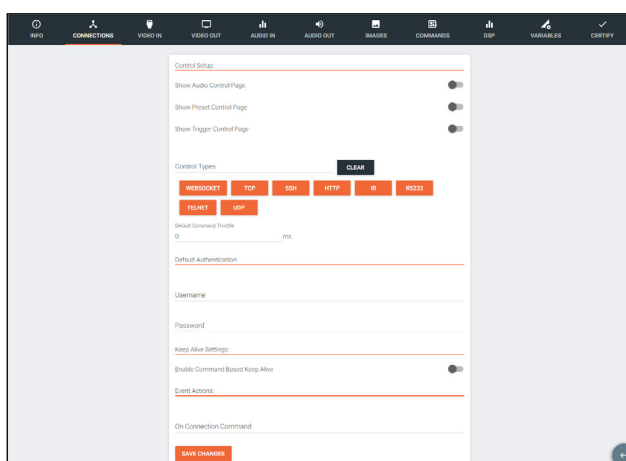 INFO CONNECTIONS VIDEO IN VIDEO OUT AUDIO IN AUDIO OUT IMAGES COMMANDS DSP VARIABLES CERTIFY
Control Setup:
Show Audio Control Page
Show Preset Control Page
Show Trigger Control Page
Control Types CLEAR
WEBSOCKET TCP SSH HTTP IR RS232
TELNET UDP
Default Command Throttle
0 ms
Default Authentication:
Username
Password
Keep Alive Settings:
Enable Command Based Keep Alive
Event Actions:
On Connection Command
SAVE CHANGES